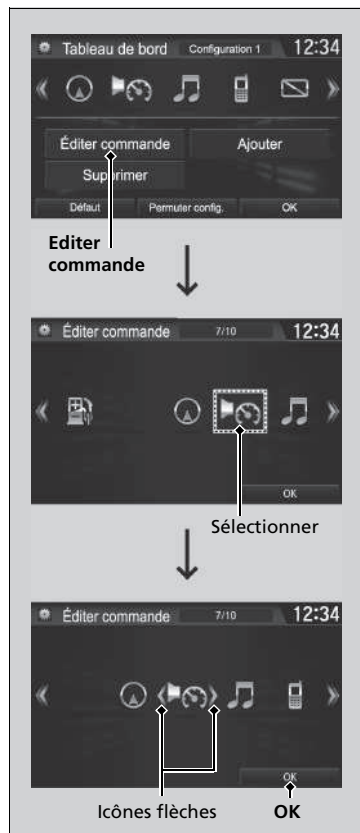 Tableau de bord Configuration 1 12:34
Éditer commande Ajouter
Supprimer
Défaut Permuter config. OK
Editer
commande
Éditer commande 7/10 12:34
OK
Sélectionner
Éditer commande 7/10 12:34
OK
Icônes flèches OK